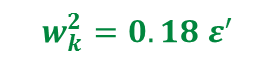 w_k^2 = 0.18 ε′